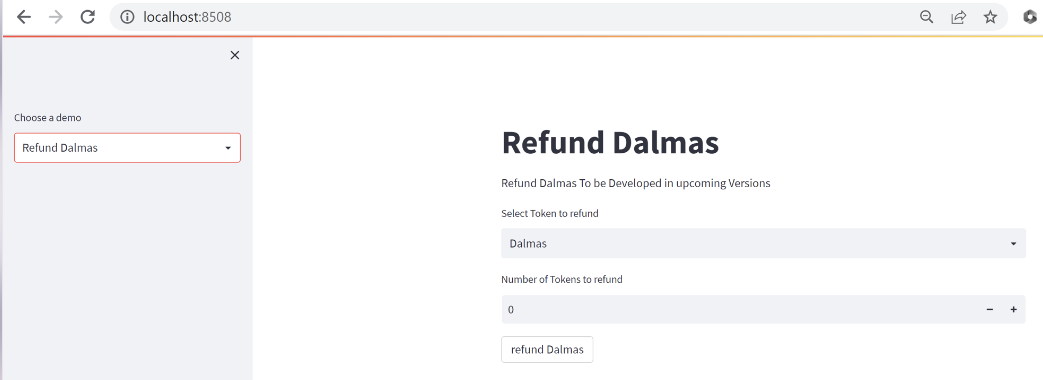 localhost:8508
Choose a demo
Refund Dalmas
Refund Dalmas
Refund Dalmas To be Developed in upcoming Versions
Select Token to refund
Dalmas
Number of Tokens to refund
0
refund Dalmas